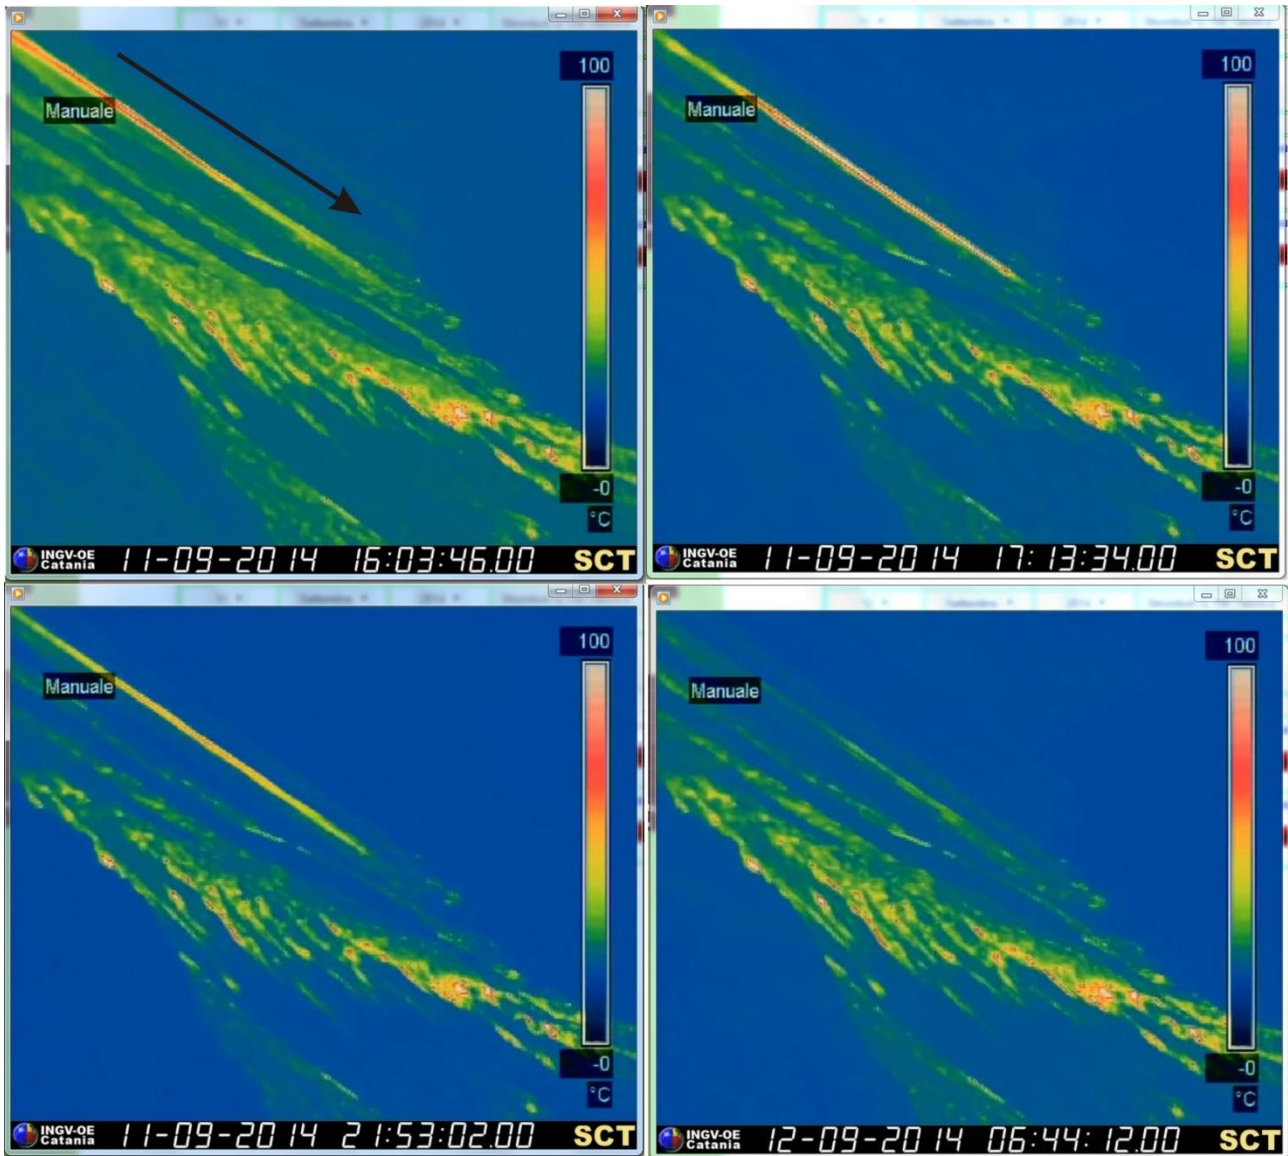 100
Manuale
-0
°C
INGV-OE
Catania
11-09-2014 16:03:46.00
SCT
100
Manuale
-0
°C
INGV-OE
Catania
11-09-2014 17:13:34.00
SCT
100
Manuale
-0
°C
INGV-OE
Catania
11-09-2014 21:53:02.00
SCT
100
Manuale
-0
°C
INGV-OE
Catania
12-09-2014 06:44:12.00
SCT